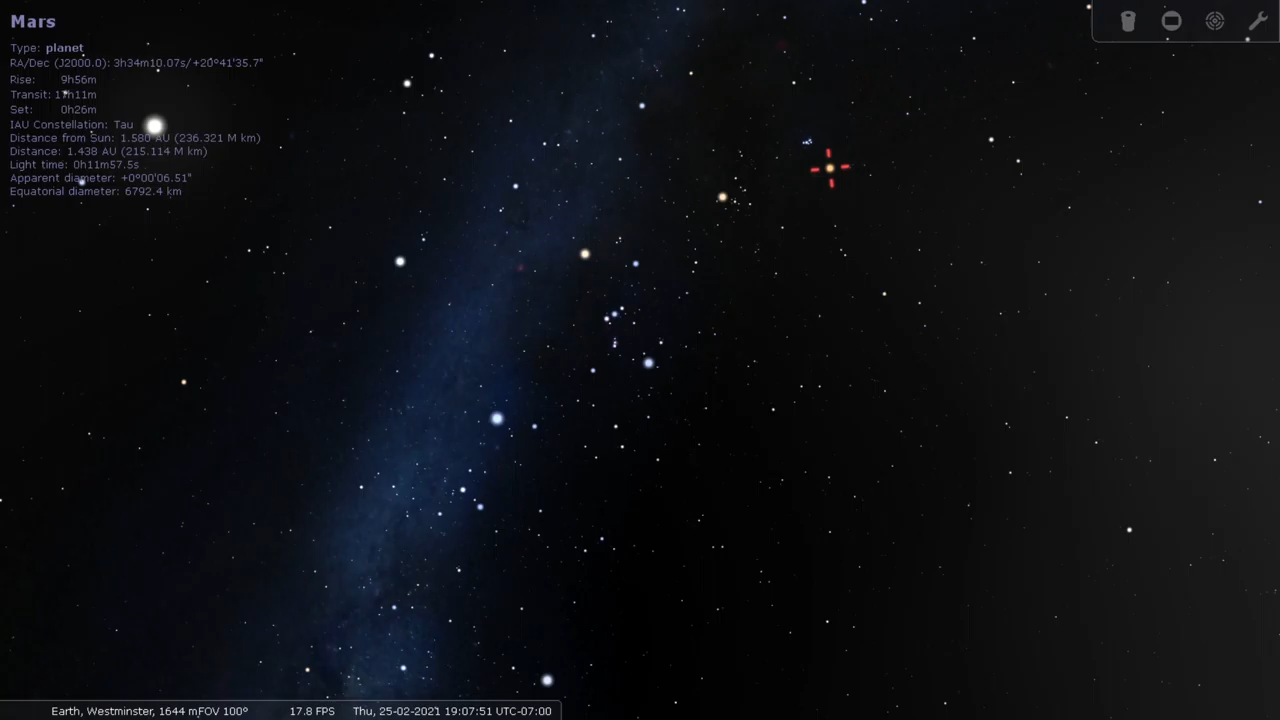 Mars
Type: planet
RA/Dec (J2000.0): 3h34m10.07s/+20°41'35.7"
Rise: 9h56m
Transit: 17h11m
Set: 0h26m
IAU Constellation: Tau
Distance from Sun: 1.580 AU (236.321 M km)
Distance: 1.438 AU (215.114 M km)
Light time: 0h11m57.5s
Apparent diameter: +0°00'06.51"
Equatorial diameter: 6792.4 km
Earth, Westminster, 1644 m FOV 100° 17.8 FPS Thu, 25-02-2021 19:07:51 UTC-07:00